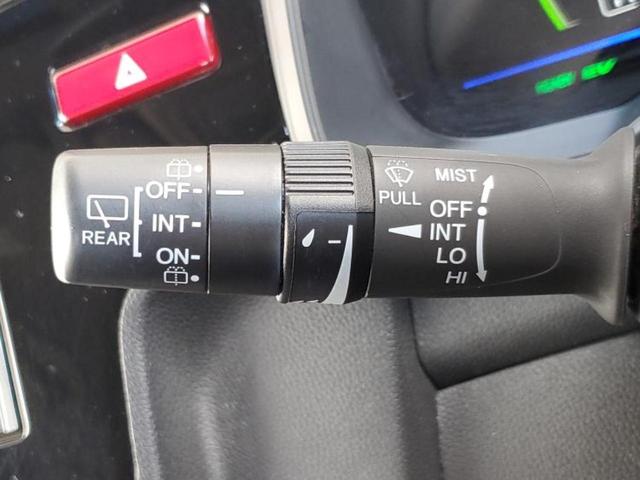 OFF
INT
REAR
ON
PULL
MIST
OFF
INT
LO
HI
EV